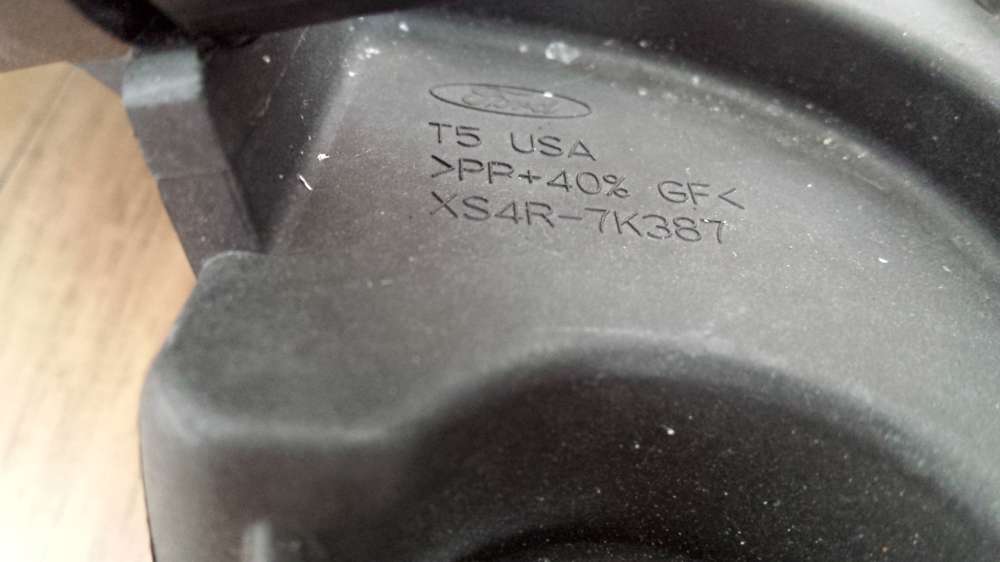 Ford
T5 USA
>PP+40% GF<
XS4R-7K387